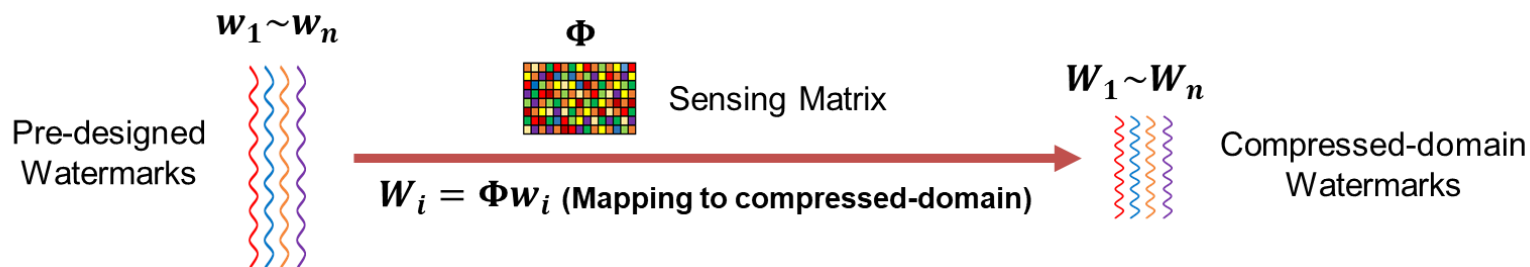 w₁~wₙ
Φ
Sensing Matrix
W₁~Wₙ
Pre-designed
Watermarks
Compressed-domain
Watermarks
Wᵢ = Φwᵢ (Mapping to compressed-domain)